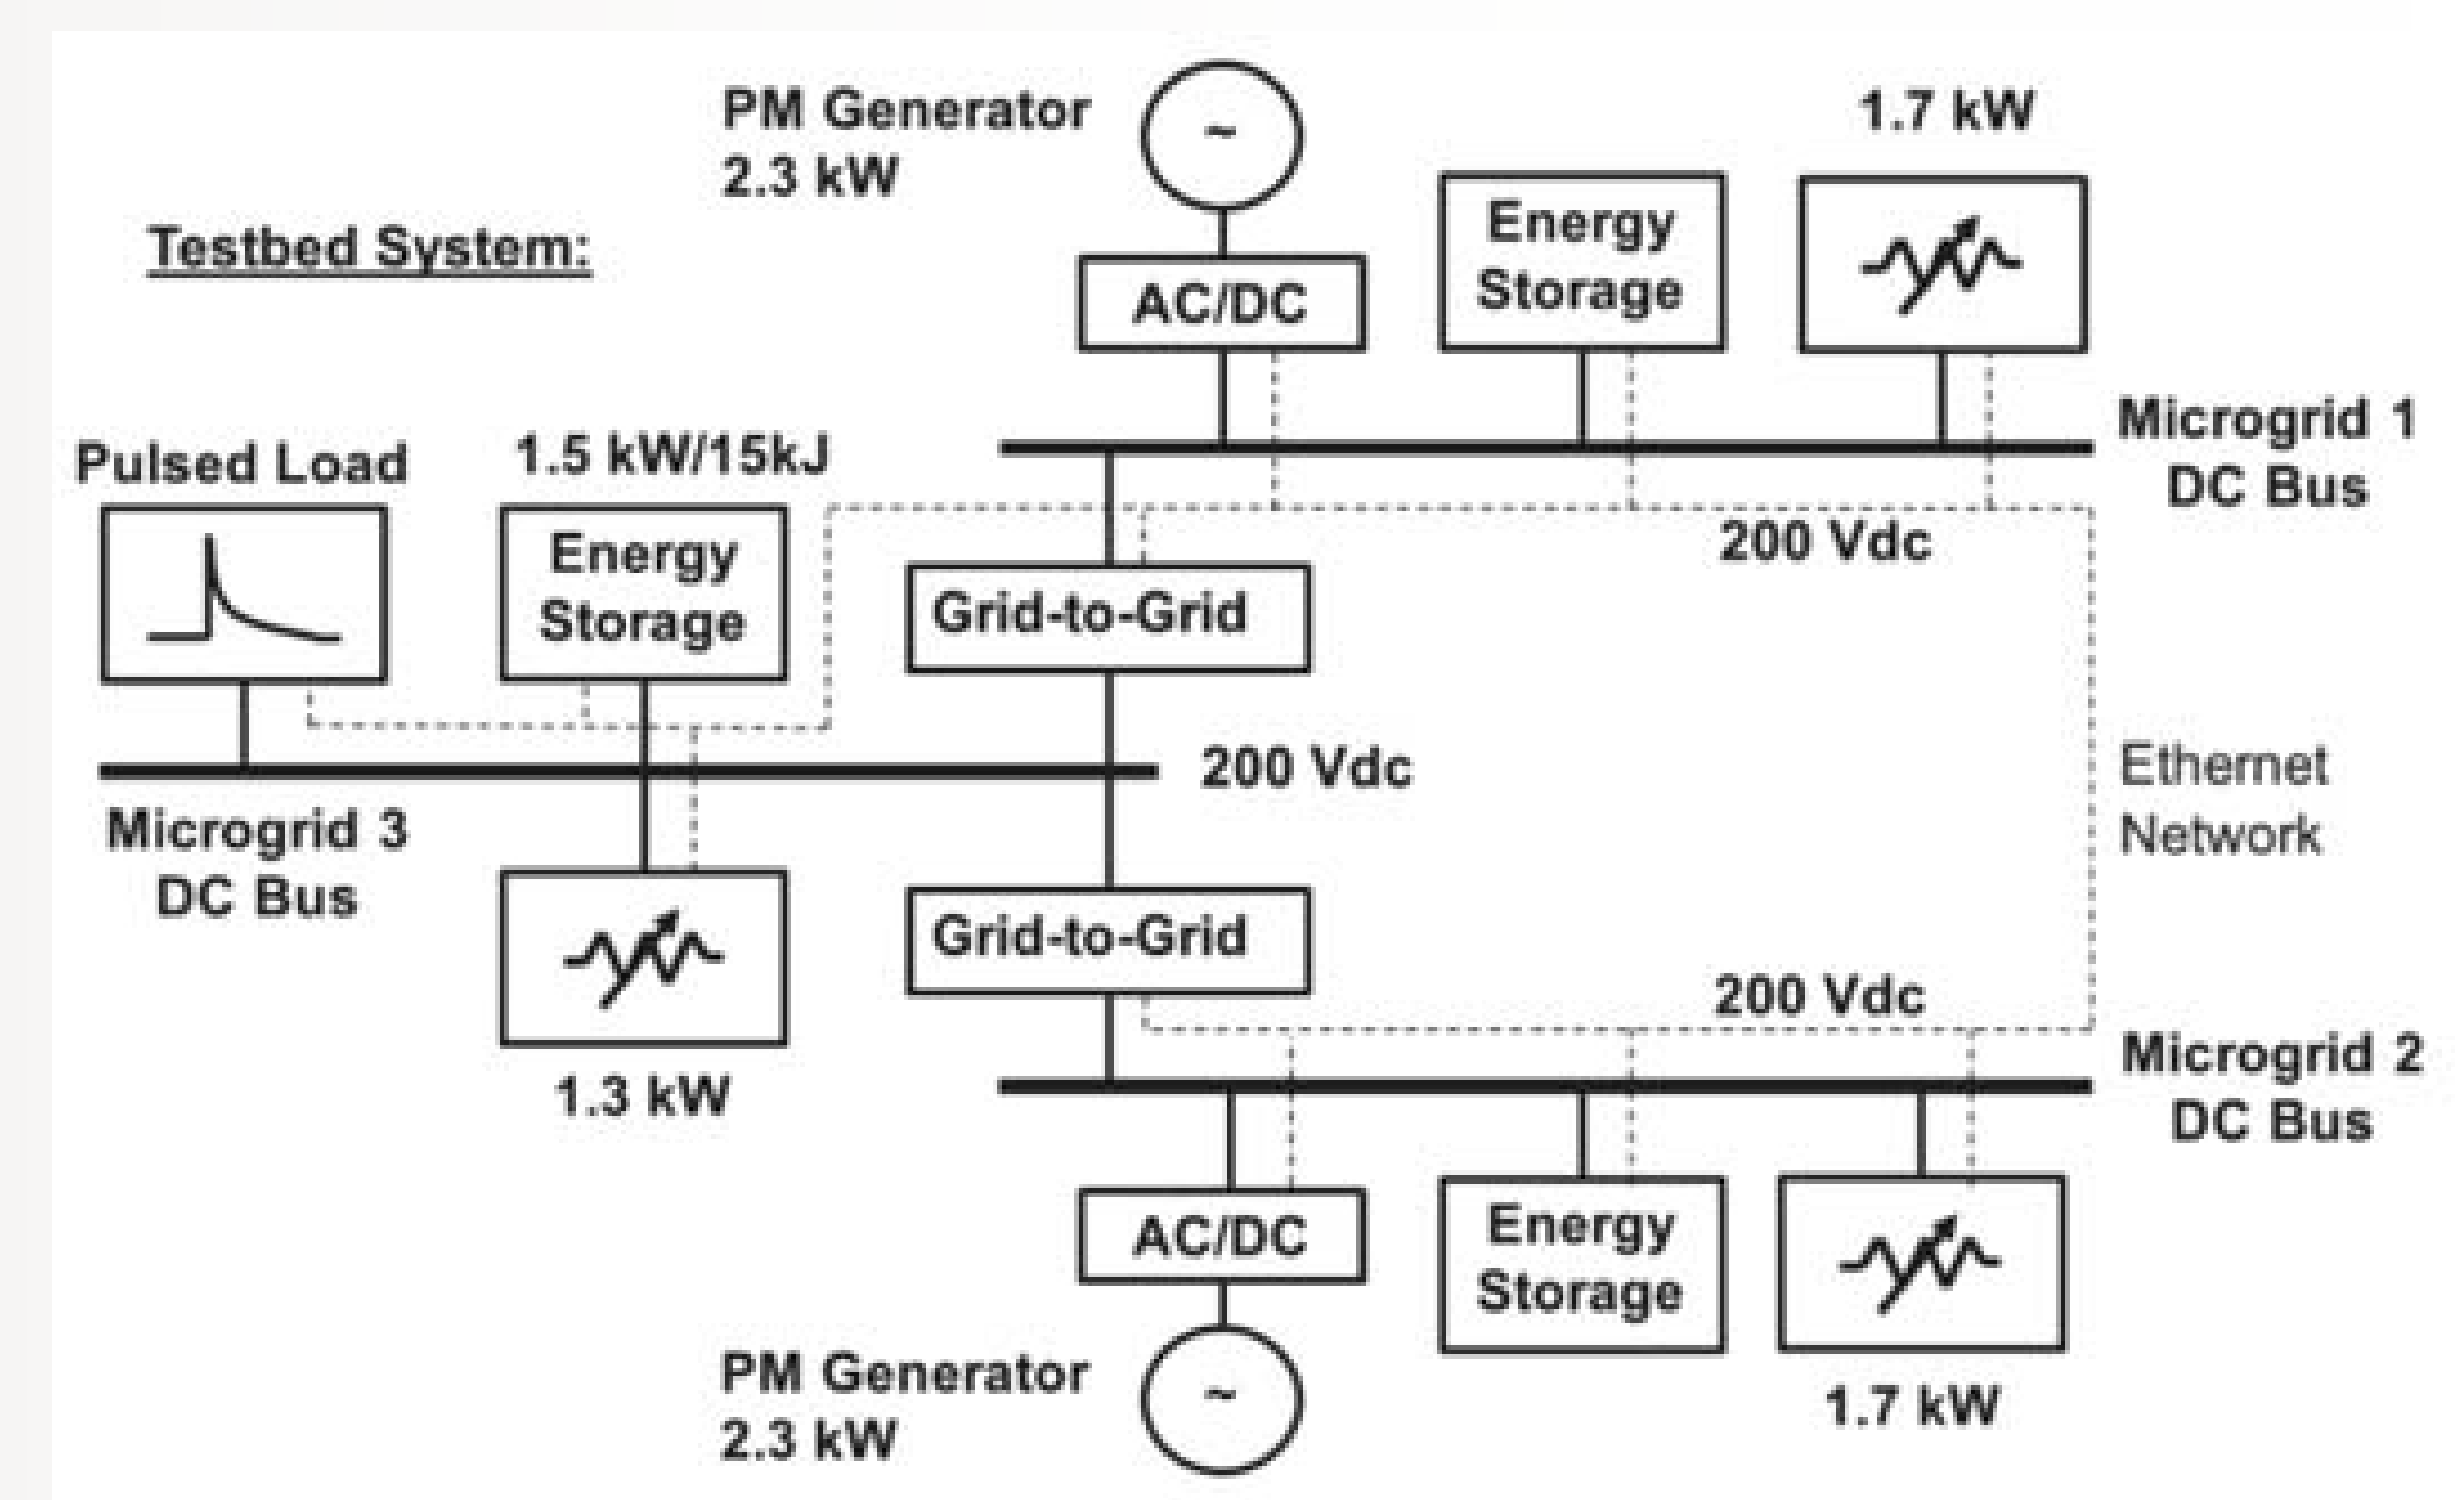 PM Generator
2.3 kW
~
1.7 kW
Testbed System:
AC/DC
Energy
Storage
Microgrid 1
DC Bus
Pulsed Load
1.5 kW/15kJ
Energy
Storage
200 Vdc
Grid-to-Grid
200 Vdc
Ethernet
Network
Microgrid 3
DC Bus
Grid-to-Grid
1.3 kW
200 Vdc
Microgrid 2
DC Bus
AC/DC
Energy
Storage
PM Generator
2.3 kW
~
1.7 kW